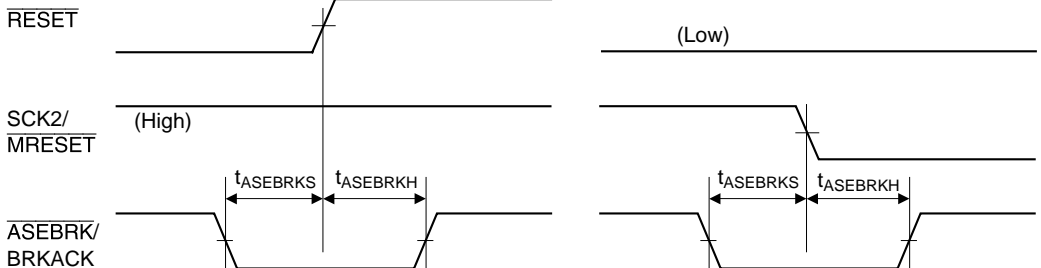 RESET
(Low)
SCK2/
MRESET
(High)
tASEBRKS
tASEBRKH
tASEBRKS
tASEBRKH
ASEBRK/
BRKACK